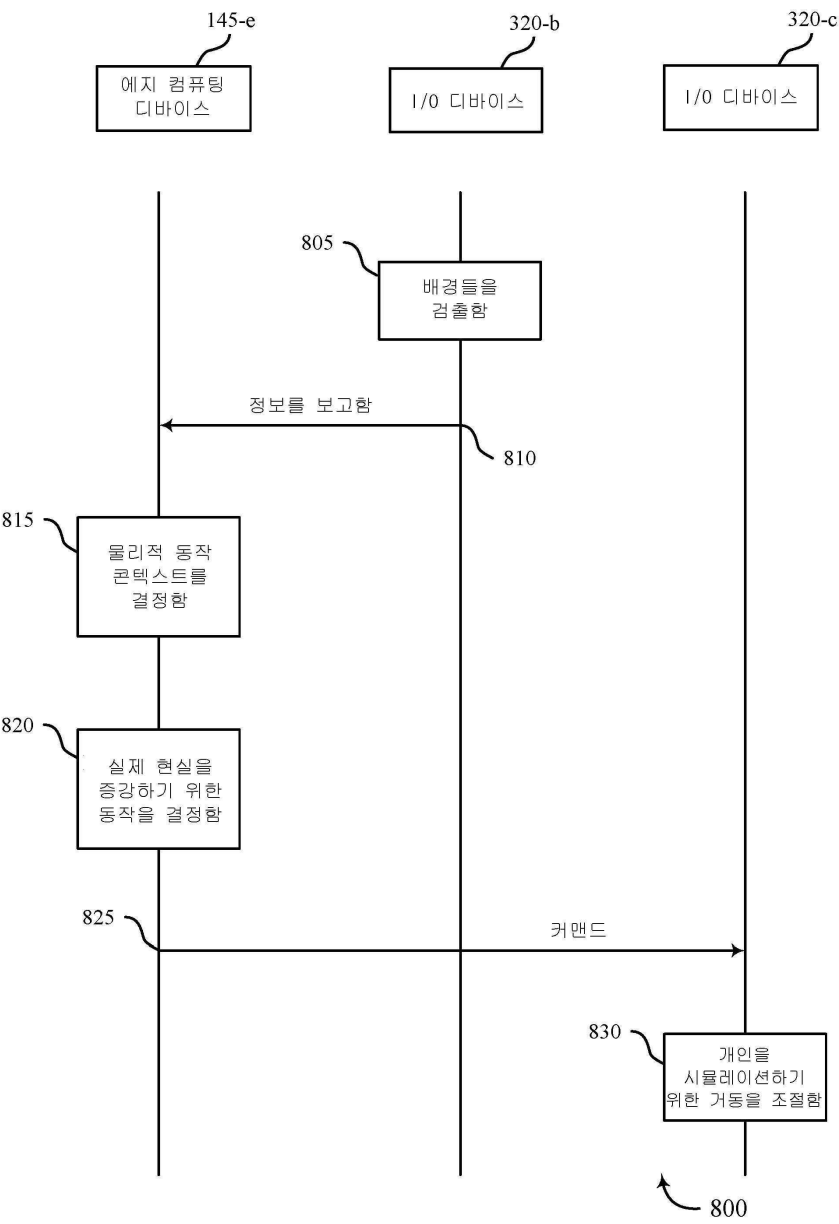 145-e
320-b
320-c
에지 컴퓨팅
디바이스
I/O 디바이스
I/O 디바이스
805
배경들을
검출함
정보를 보고함
810
815
물리적 동작
콘텍스트를
결정함
820
실제 현실을
증강하기 위한
동작을 결정함
825
커맨드
830
개인을
시뮬레이션하기
위한 거동을 조절함
800